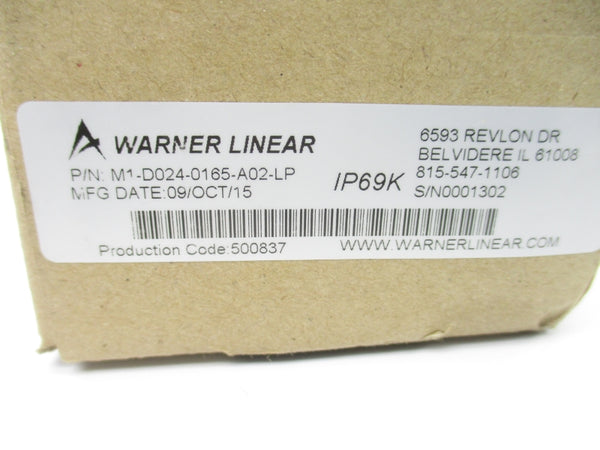 WARNER LINEAR
P/N: M1-D024-0165-A02-LP
MFG DATE:09/OCT/15
IP69K
6593 REVLON DR
BELVIDERE IL 61008
815-547-1106
S/N0001302
Production Code:500837
WWW.WARNERLINEAR.COM